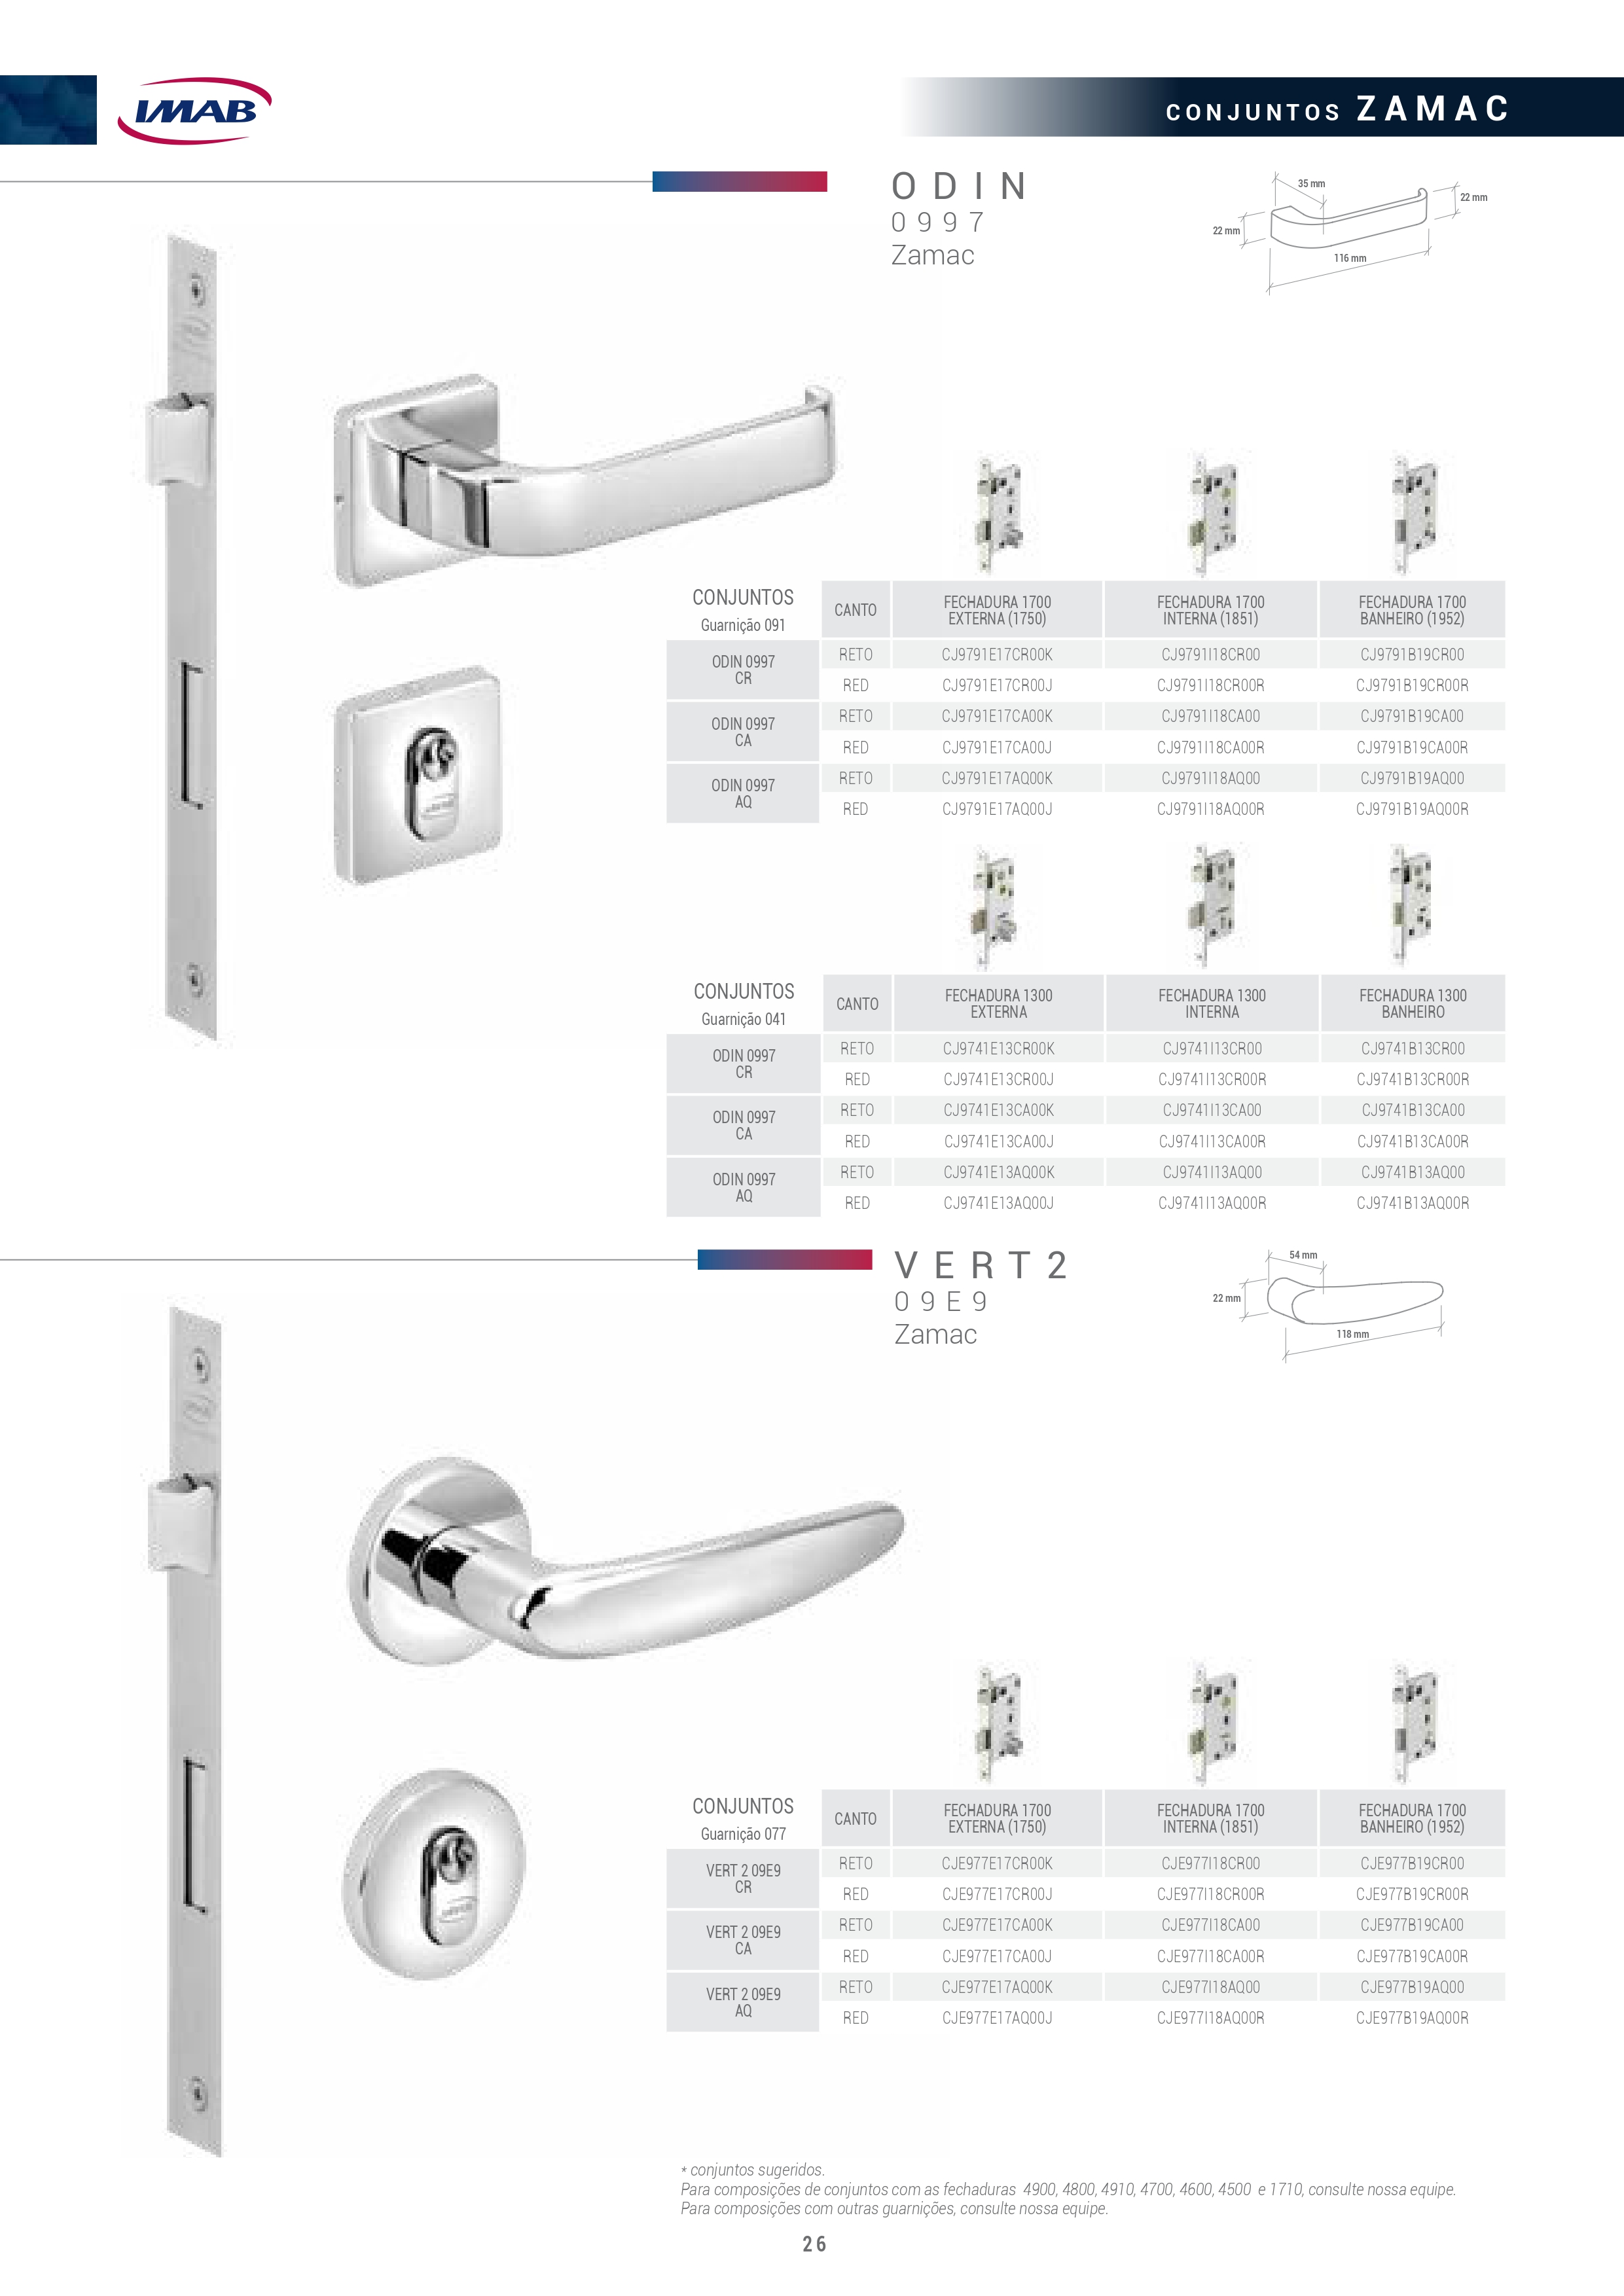 IMAB
CONJUNTOS ZAMAC
ODIN
0997
Zamac
35 mm
22 mm
22 mm
116 mm
CONJUNTOS
Guarnição 091
CANTO
FECHADURA 1700
EXTERNA (1750)
FECHADURA 1700
INTERNA (1851)
FECHADURA 1700
BANHEIRO (1952)
ODIN 0997
CR
RETO CJ9791E17CR00K CJ9791I18CR00 CJ9791B19CR00
RED CJ9791E17CR00J CJ9791I18CR00R CJ9791B19CR00R
ODIN 0997
CA
RETO CJ9791E17CA00K CJ9791I18CA00 CJ9791B19CA00
RED CJ9791E17CA00J CJ9791I18CA00R CJ9791B19CA00R
ODIN 0997
AQ
RETO CJ9791E17AQ00K CJ9791I18AQ00 CJ9791B19AQ00
RED CJ9791E17AQ00J CJ9791I18AQ00R CJ9791B19AQ00R
CONJUNTOS
Guarnição 041
CANTO
FECHADURA 1300
EXTERNA
FECHADURA 1300
INTERNA
FECHADURA 1300
BANHEIRO
ODIN 0997
CR
RETO CJ9741E13CR00K CJ9741I13CR00 CJ9741B13CR00
RED CJ9741E13CR00J CJ9741I13CR00R CJ9741B13CR00R
ODIN 0997
CA
RETO CJ9741E13CA00K CJ9741I13CA00 CJ9741B13CA00
RED CJ9741E13CA00J CJ9741I13CA00R CJ9741B13CA00R
ODIN 0997
AQ
RETO CJ9741E13AQ00K CJ9741I13AQ00 CJ9741B13AQ00
RED CJ9741E13AQ00J CJ9741I13AQ00R CJ9741B13AQ00R
VERT2
09E9
Zamac
54 mm
22 mm
118 mm
CONJUNTOS
Guarnição 077
CANTO
FECHADURA 1700
EXTERNA (1750)
FECHADURA 1700
INTERNA (1851)
FECHADURA 1700
BANHEIRO (1952)
VERT 2 09E9
CR
RETO CJE977E17CR00K CJE977I18CR00 CJE977B19CR00
RED CJE977E17CR00J CJE977I18CR00R CJE977B19CR00R
VERT 2 09E9
CA
RETO CJE977E17CA00K CJE977I18CA00 CJE977B19CA00
RED CJE977E17CA00J CJE977I18CA00R CJE977B19CA00R
VERT 2 09E9
AQ
RETO CJE977E17AQ00K CJE977I18AQ00 CJE977B19AQ00
RED CJE977E17AQ00J CJE977I18AQ00R CJE977B19AQ00R
* conjuntos sugeridos.
Para composições de conjuntos com as fechaduras 4900, 4800, 4910, 4700, 4600, 4500 e 1710, consulte nossa equipe.
Para composições com outras guarnições, consulte nossa equipe.
26